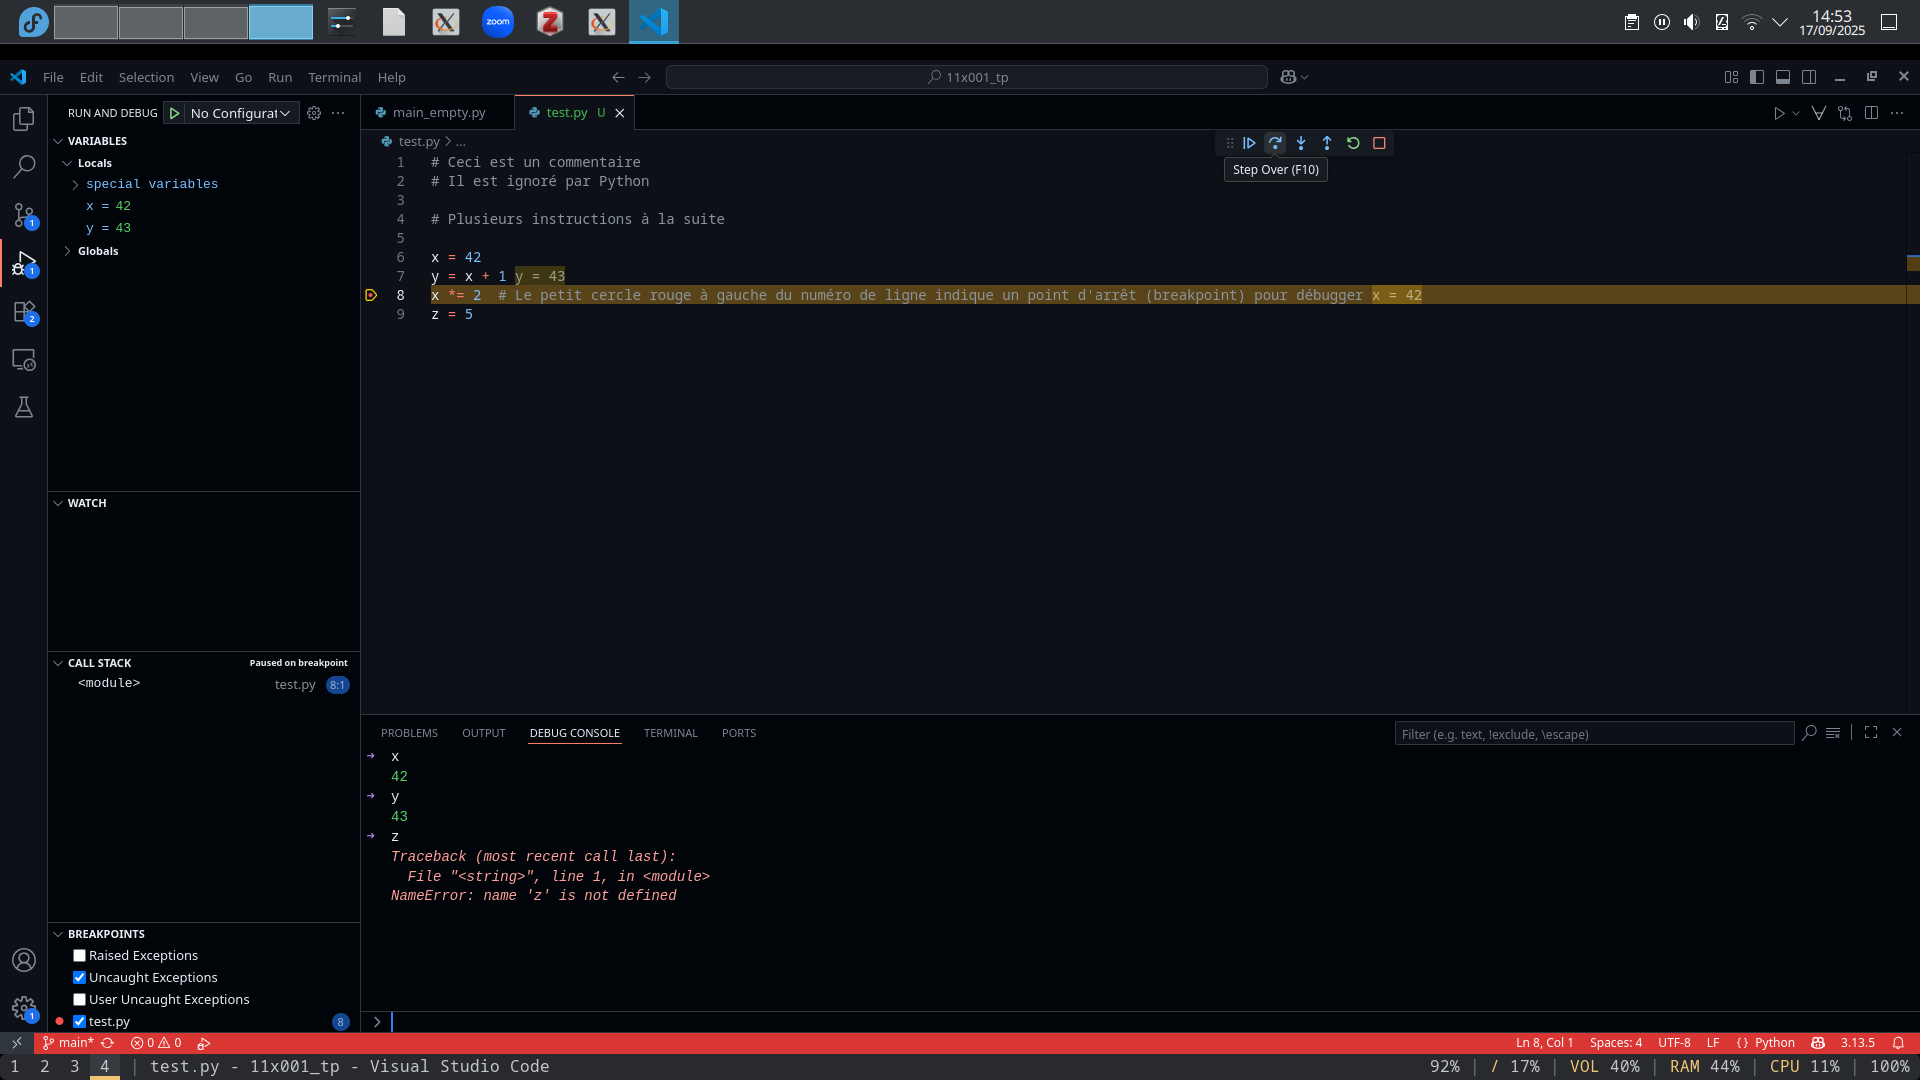 zoom
14:53
17/09/2025
File Edit Selection View Go Run Terminal Help
11x001_tp
RUN AND DEBUG
No Configurat
main_empty.py
test.py U
test.py > ...
VARIABLES
Locals
special variables
x = 42
y = 43
Globals
Step Over (F10)
1 # Ceci est un commentaire
2 # Il est ignoré par Python
3
4 # Plusieurs instructions à la suite
5
6 x = 42
7 y = x + 1 y = 43
8 x *= 2 # Le petit cercle rouge à gauche du numéro de ligne indique un point d'arrêt (breakpoint) pour débugger x = 42
9 z = 5
1
1
2
WATCH
CALL STACK
Paused on breakpoint
<module>
test.py 8:1
BREAKPOINTS
Raised Exceptions
Uncaught Exceptions
User Uncaught Exceptions
test.py
8
1
PROBLEMS OUTPUT DEBUG CONSOLE TERMINAL PORTS
Filter (e.g. text, !exclude, \escape)
x
42
y
43
z
Traceback (most recent call last):
File "<string>", line 1, in <module>
NameError: name 'z' is not defined
main* 0 0
Ln 8, Col 1 Spaces: 4 UTF-8 LF {} Python 3.13.5
1 2 3 4 | test.py - 11x001_tp - Visual Studio Code
92% | / 17% | VOL 40% | RAM 44% | CPU 11% | 100%